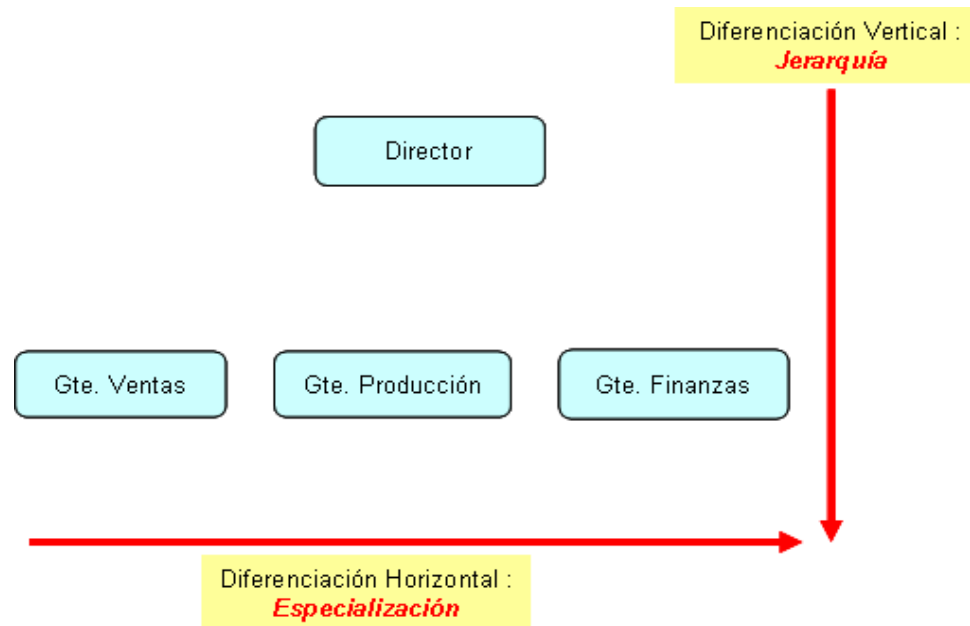 Diferenciación Vertical :
Jerarquía
Director
Gte. Ventas
Gte. Producción
Gte. Finanzas
Diferenciación Horizontal :
Especialización